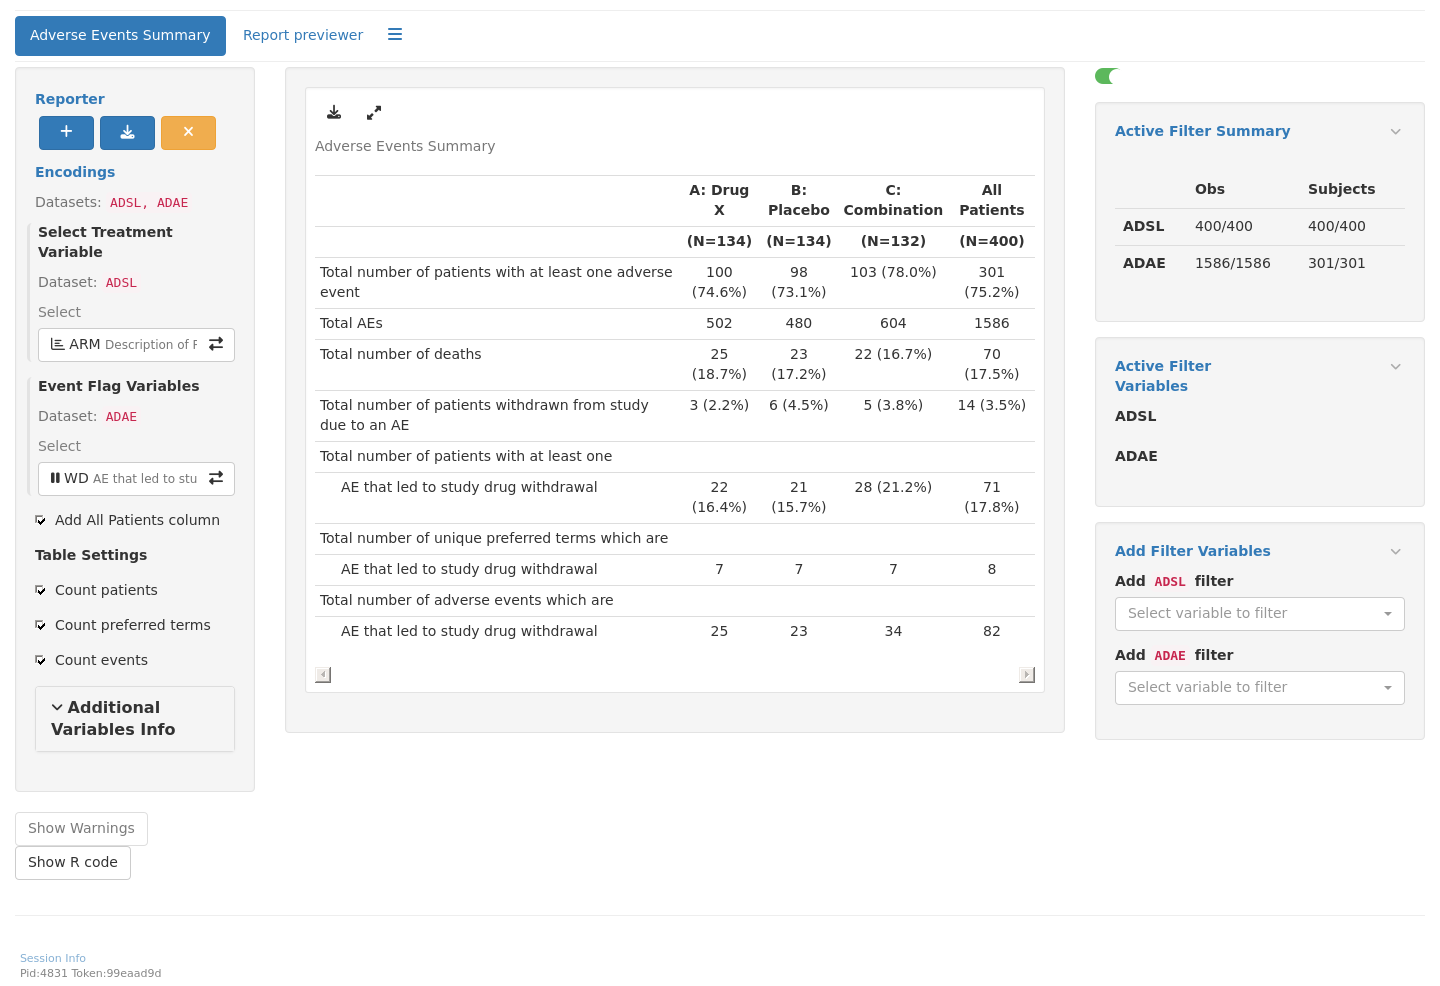 Adverse Events Summary Report previewer
Reporter
Encodings
Datasets: ADSL, ADAE
Select Treatment
Variable
Dataset: ADSL
Select
ARM Description of
Event Flag Variables
Dataset: ADAE
Select
WD AE that led to stu
Add All Patients column
Table Settings
Count patients
Count preferred terms
Count events
Additional
Variables Info
Show Warnings
Show R code
Adverse Events Summary
A: Drug B: C: All
X Placebo Combination Patients
(N=134) (N=134) (N=132) (N=400)
Total number of patients with at least one adverse 100 98 103 (78.0%) 301
event (74.6%) (73.1%) (75.2%)
Total AEs 502 480 604 1586
Total number of deaths 25 23 22 (16.7%) 70
(18.7%) (17.2%) (17.5%)
Total number of patients withdrawn from study 3 (2.2%) 6 (4.5%) 5 (3.8%) 14 (3.5%)
due to an AE
Total number of patients with at least one
AE that led to study drug withdrawal 22 21 28 (21.2%) 71
(16.4%) (15.7%) (17.8%)
Total number of unique preferred terms which are
AE that led to study drug withdrawal 7 7 7 8
Total number of adverse events which are
AE that led to study drug withdrawal 25 23 34 82
Active Filter Summary
Obs Subjects
ADSL 400/400 400/400
ADAE 1586/1586 301/301
Active Filter
Variables
ADSL
ADAE
Add Filter Variables
Add ADSL filter
Select variable to filter
Add ADAE filter
Select variable to filter
Session Info
Pid:4831 Token:99eaad9d